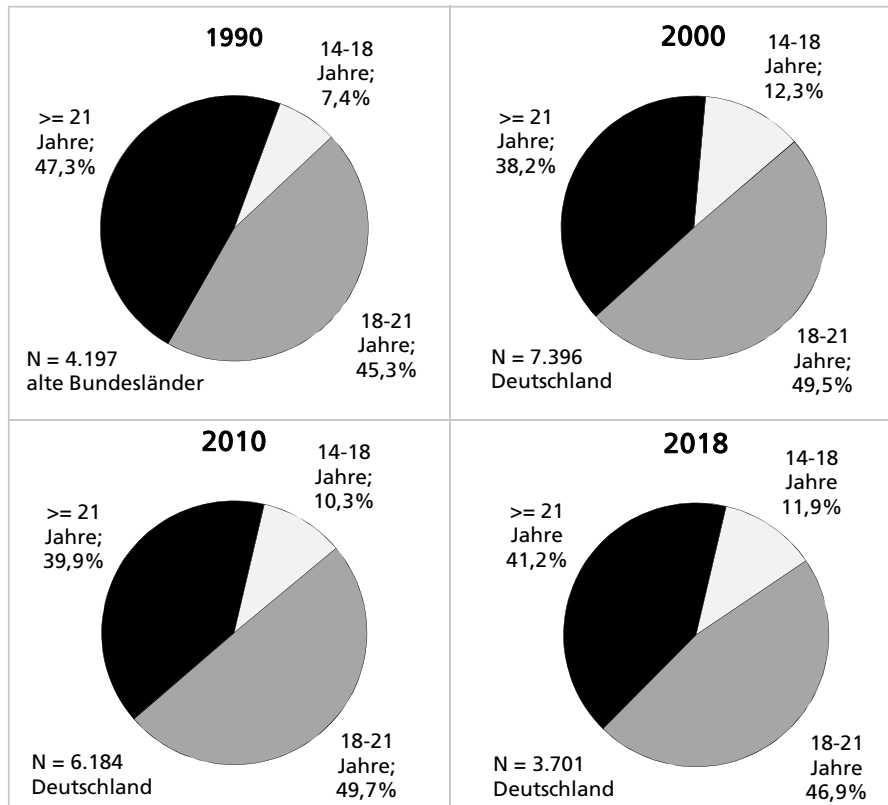 1990
14-18
Jahre;
7,4%
>= 21
Jahre;
47,3%
18-21
Jahre;
45,3%
N = 4.197
alte Bundesländer
2000
14-18
Jahre;
12,3%
>= 21
Jahre;
38,2%
18-21
Jahre;
49,5%
N = 7.396
Deutschland
2010
14-18
Jahre;
10,3%
>= 21
Jahre;
39,9%
18-21
Jahre;
49,7%
N = 6.184
Deutschland
2018
14-18
Jahre
11,9%
>= 21
Jahre
41,2%
18-21
Jahre
46,9%
N = 3.701
Deutschland